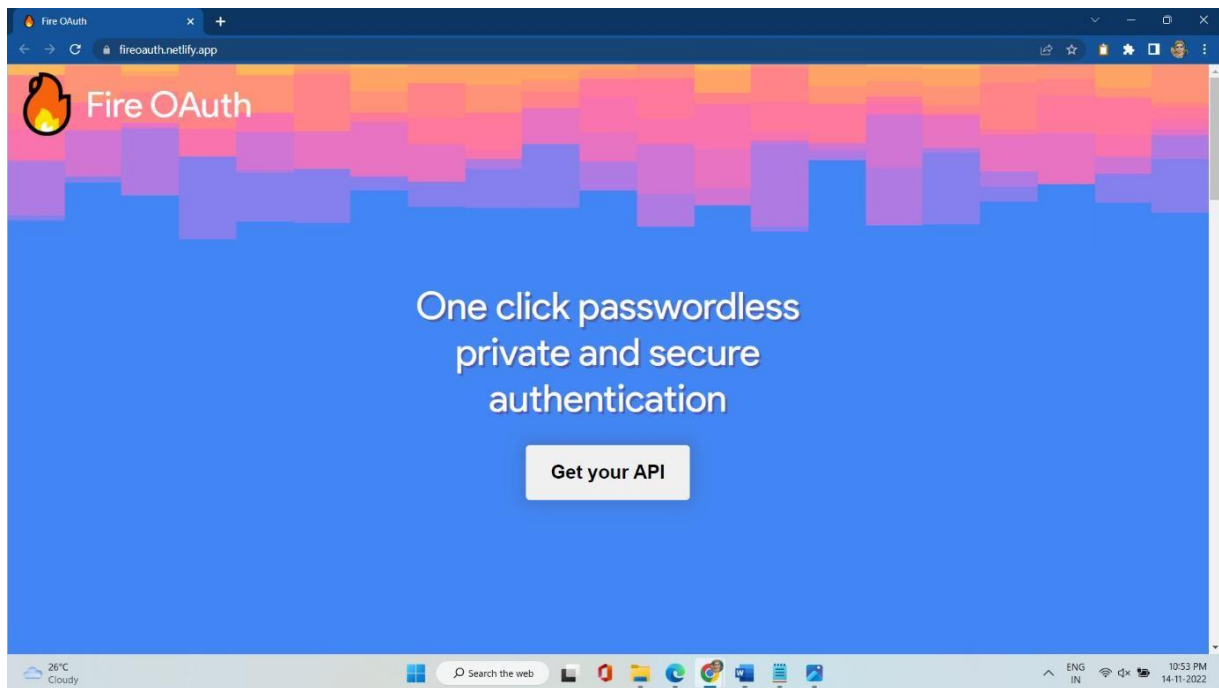 Fire OAuth
fireoauth.netlify.app
Fire OAuth
One click passwordless
private and secure
authentication
Get your API
26°C
Cloudy
Search the web
ENG
IN
10:53 PM
14-11-2022